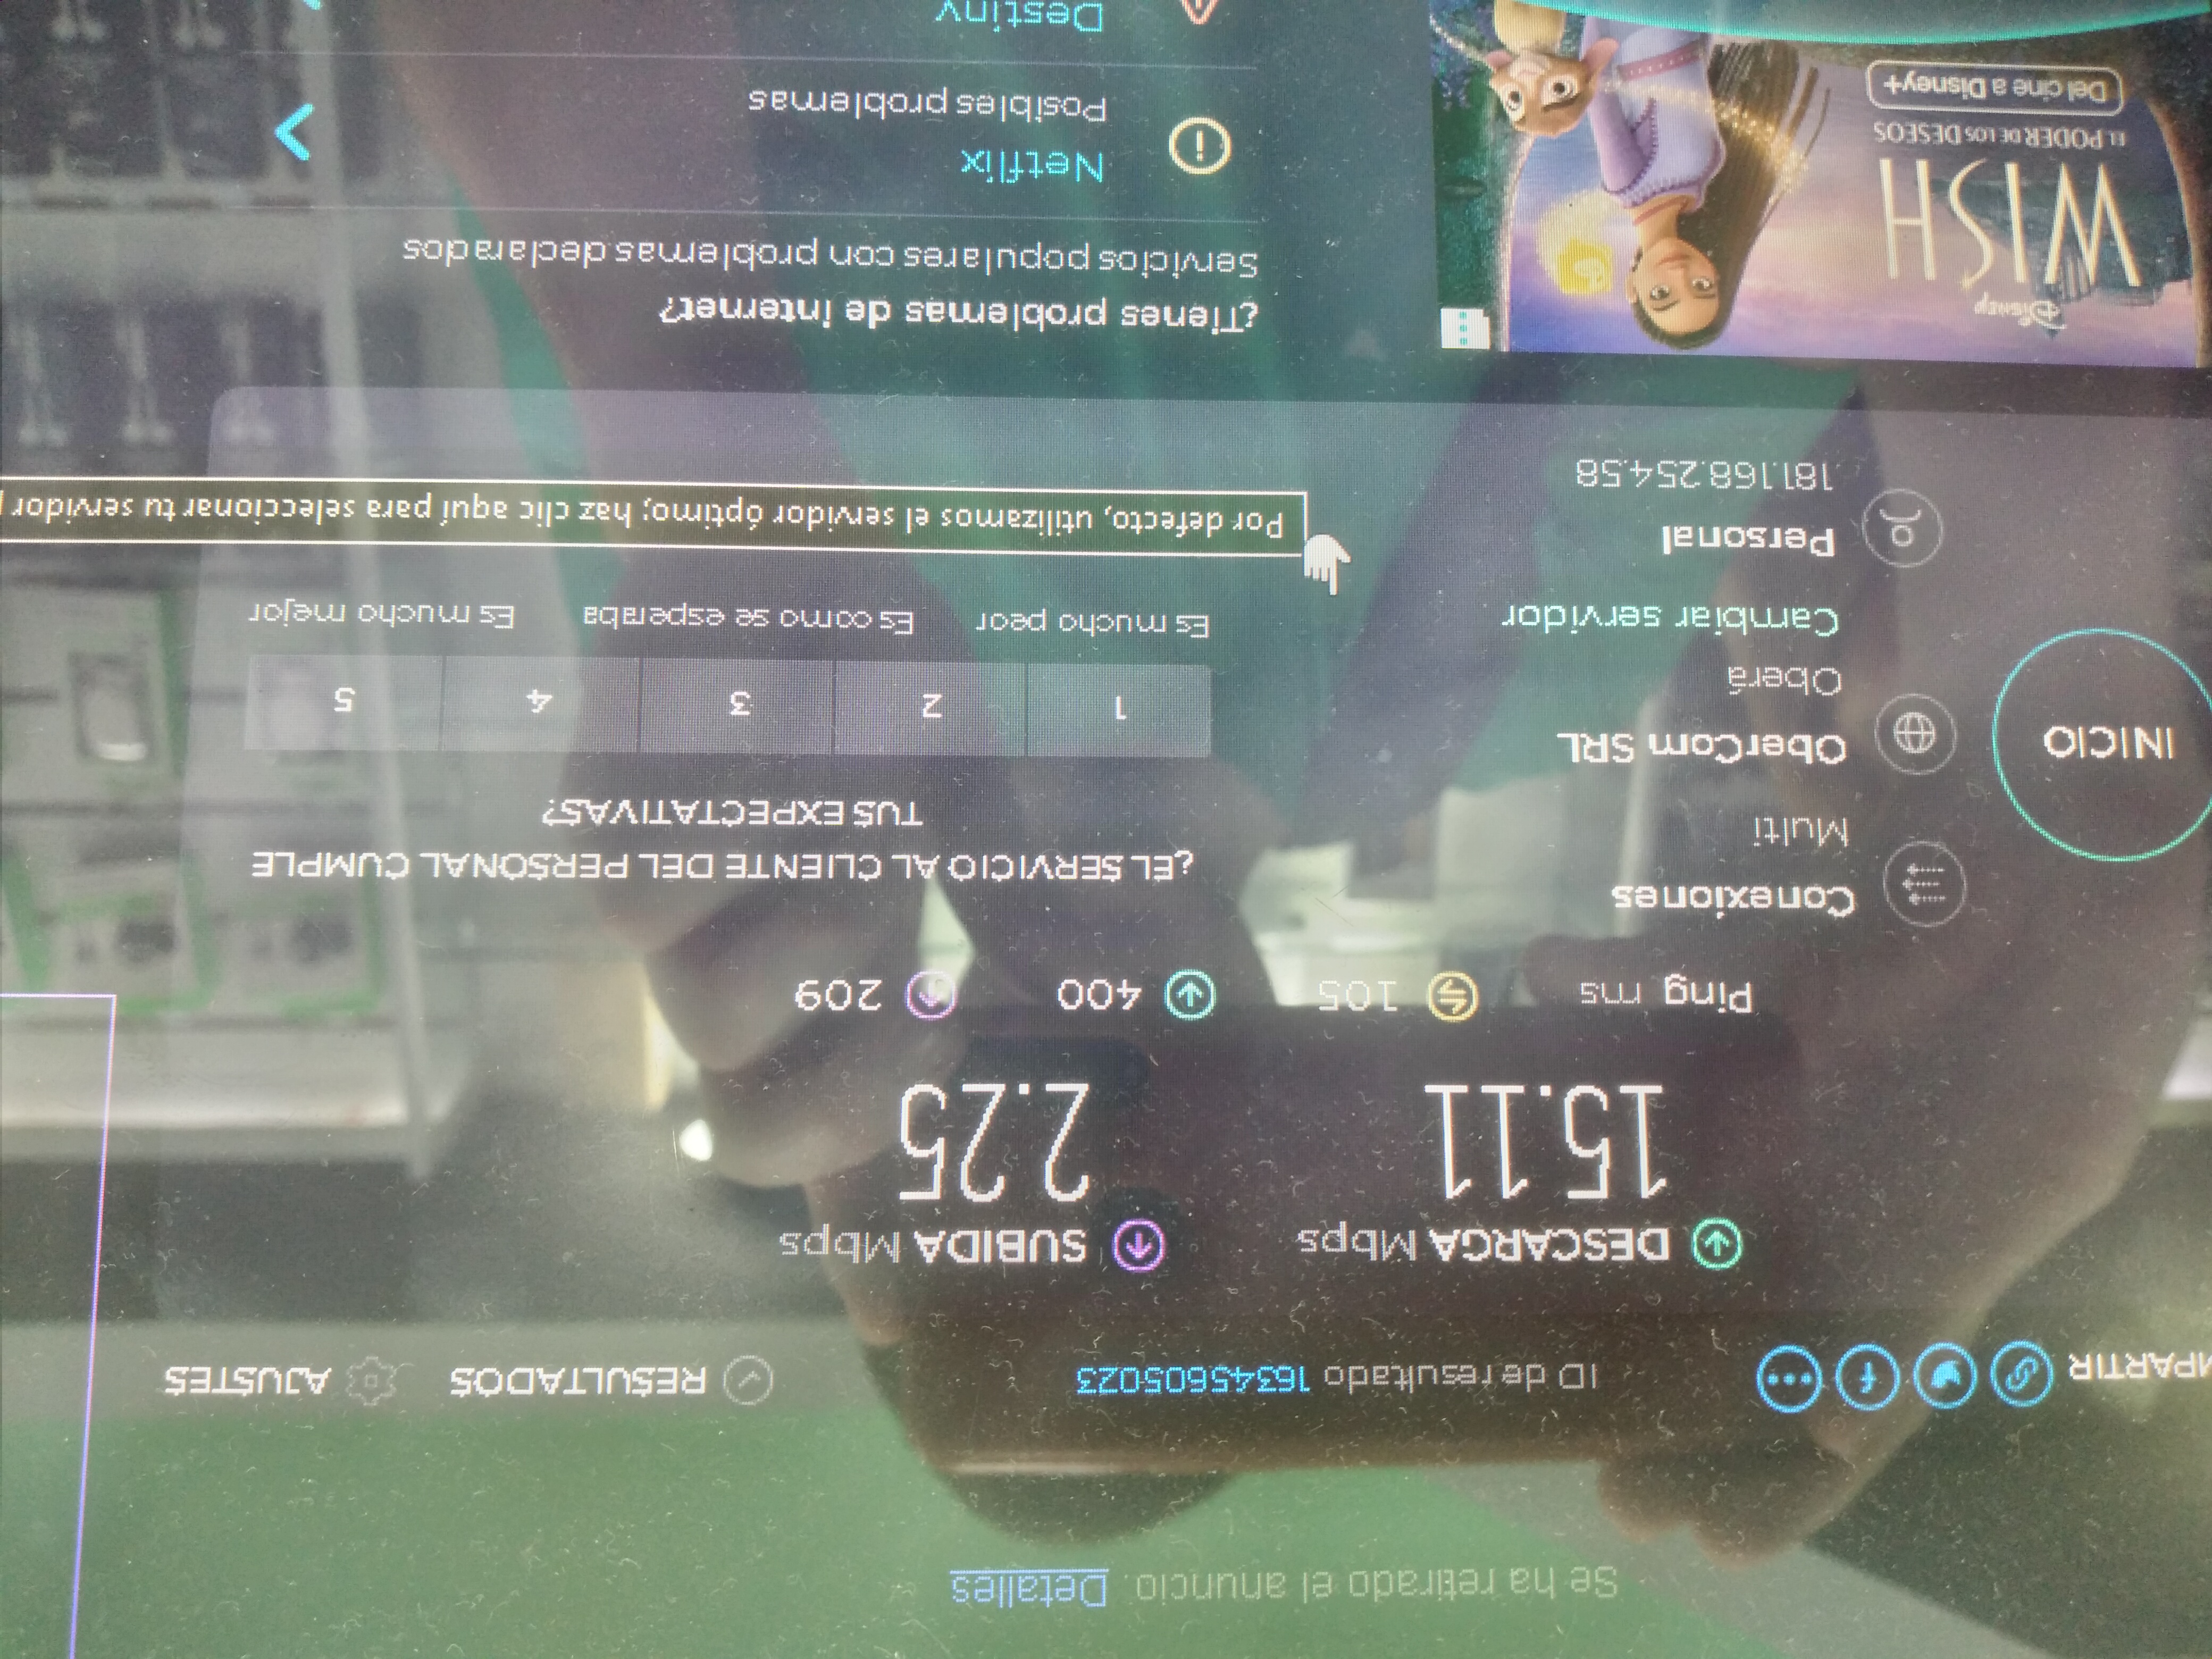 Se ha retirado el anuncio. Detalles
MPARTIR
ID de resultado 16345605023
RESULTADOS
AJUSTES
DESCARGA Mbps
15.11
SUBIDA Mbps
2.25
Ping ms 105 400 209
Conexiones
Multi
INICIO
OberCom SRL
Oberá
Cambiar servidor
Personal
181.168.254.58
¿EL SERVICIO AL CLIENTE DEL PERSONAL CUMPLE
TUS EXPECTATIVAS?
1 2 3 4 5
Es mucho peor Es como se esperaba Es mucho mejor
Por defecto, utilizamos el servidor óptimo; haz clic aquí para seleccionar tu servidor
Disney
WISH
EL PODER DE LOS DESEOS
Del cine a Disney+
¿Tienes problemas de internet?
Servicios populares con problemas declarados
Netflix
Posibles problemas
Destiny